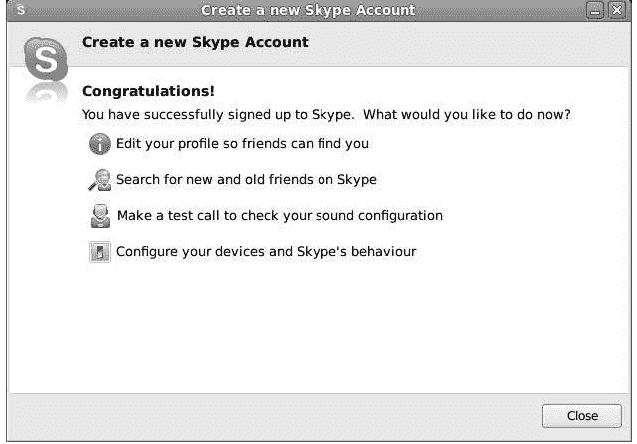 S Create a new Skype Account
S Create a new Skype Account
Congratulations!
You have successfully signed up to Skype. What would you like to do now?
Edit your profile so friends can find you
Search for new and old friends on Skype
Make a test call to check your sound configuration
Configure your devices and Skype's behaviour
Close